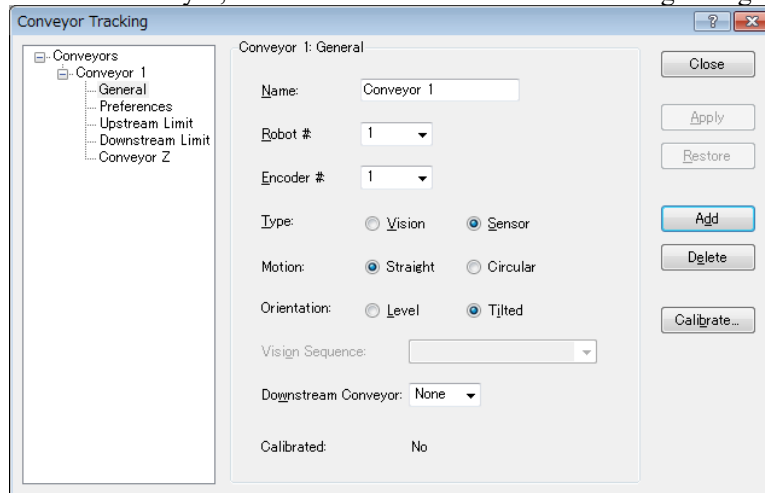 Conveyor Tracking
Conveyors
Conveyor 1
General
Preferences
Upstream Limit
Downstream Limit
Conveyor Z
Conveyor 1: General
Name: Conveyor 1
Robot # 1
Encoder # 1
Type: Vision Sensor
Motion: Straight Circular
Orientation: Level Tilted
Vision Sequence:
Downstream Conveyor: None
Calibrated: No
Close
Apply
Restore
Add
Delete
Calibrate...